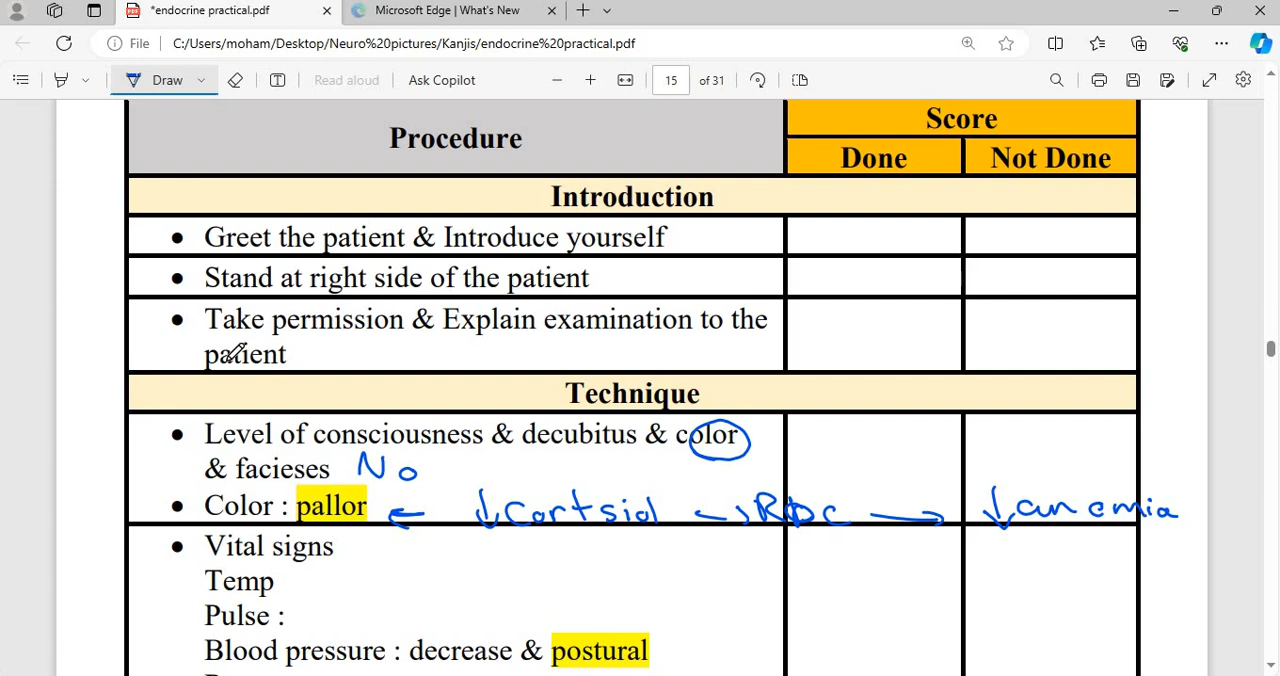 *endocrine practical.pdf
Microsoft Edge | What's New
File
C:/Users/moham/Desktop/Neuro%20pictures/Kanjis/endocrine%20practical.pdf
Draw
Read aloud
Ask Copilot
15
of 31
Procedure
Score
Done
Not Done
Introduction
• Greet the patient & Introduce yourself
• Stand at right side of the patient
• Take permission & Explain examination to the
patient
Technique
• Level of consciousness & decubitus & color
& facieses No
• Color : pallor ← ↓ Cortsiol ↔ RBC → ↓ anemia
• Vital signs
Temp
Pulse :
Blood pressure : decrease & postural